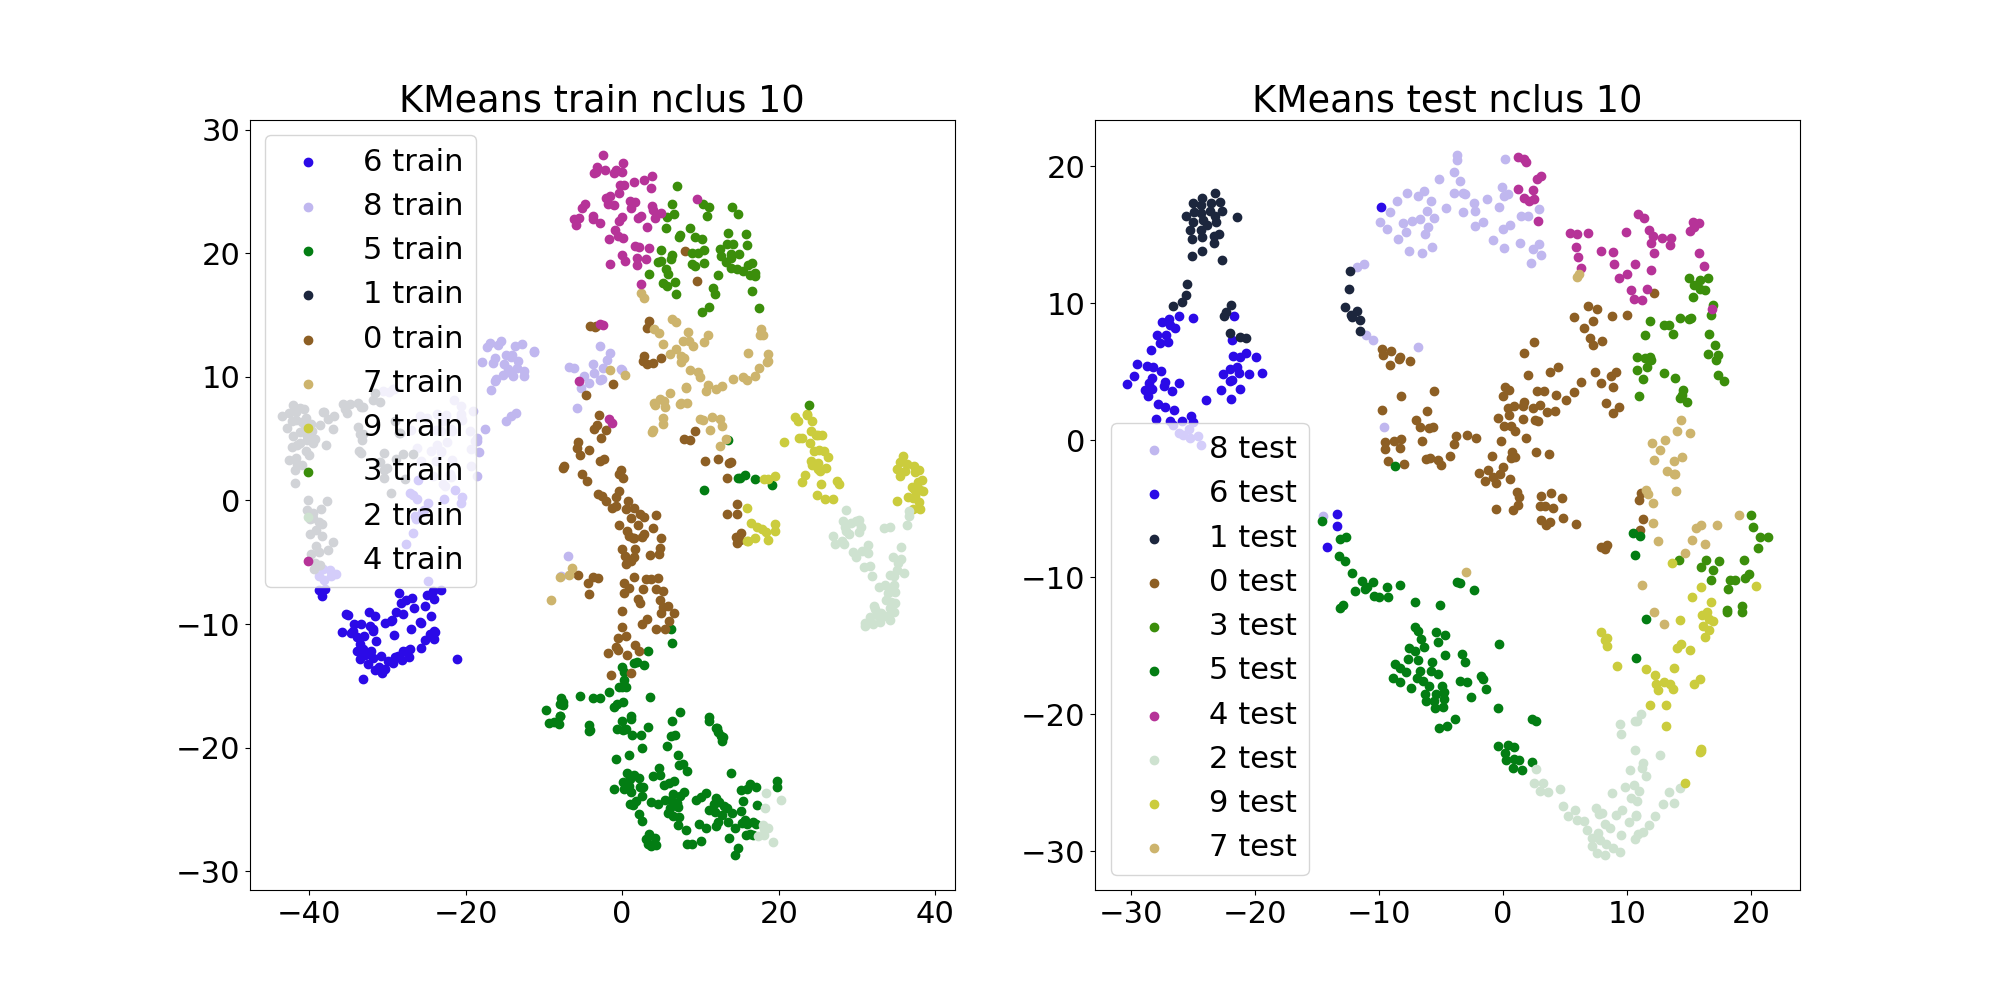 KMeans train nclus 10
30
20
10
0
−10
−20
−30
−40
−20
0
20
40
6 train
8 train
5 train
1 train
0 train
7 train
9 train
3 train
2 train
4 train
KMeans test nclus 10
20
10
0
−10
−20
−30
−30
−20
−10
0
10
20
8 test
6 test
1 test
0 test
3 test
5 test
4 test
2 test
9 test
7 test